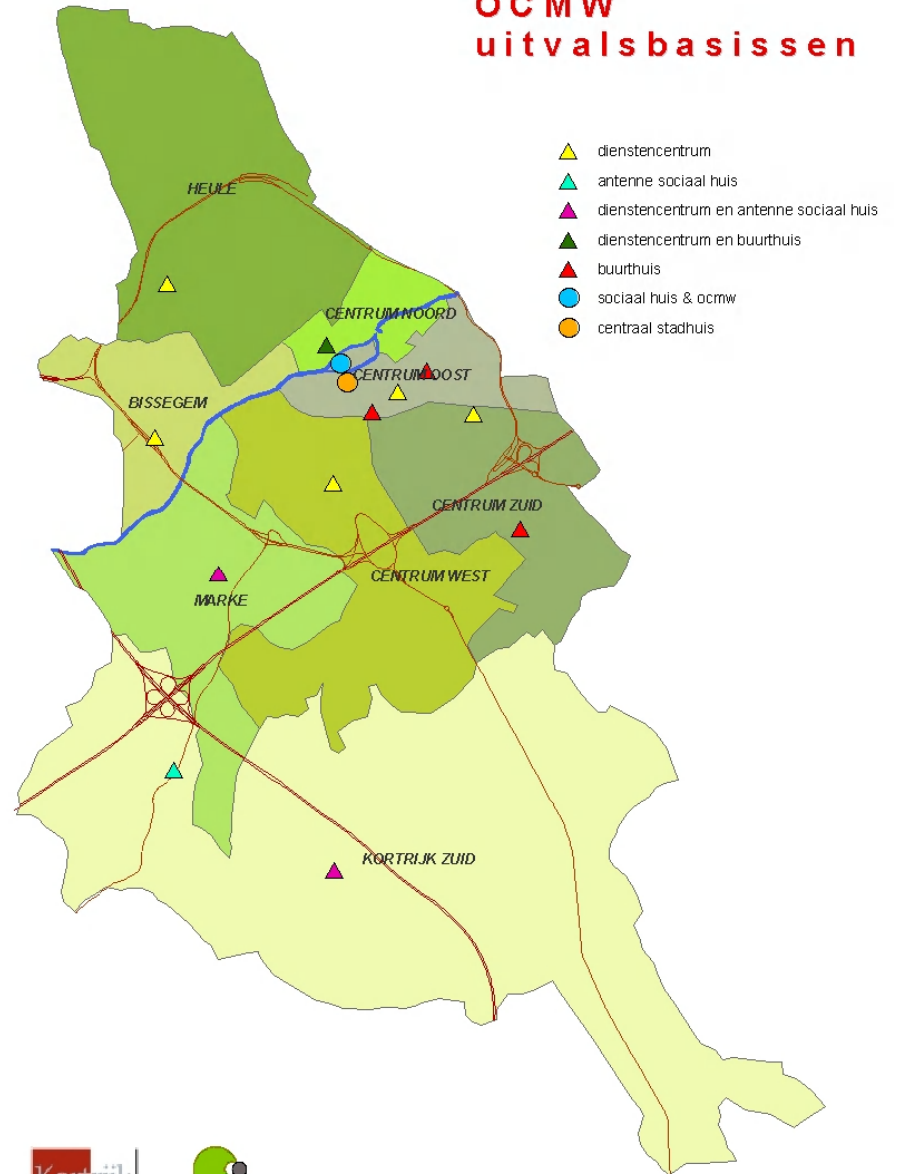 OCMW
uitvalsbasissen
dienstencentrum
antenne sociaal huis
dienstencentrum en antenne sociaal huis
dienstencentrum en buurthuis
buurthuis
sociaal huis & ocmw
centraal stadhuis
HEULE
CENTRUM NOORD
CENTRUM OOST
BISSEGEM
CENTRUM ZUID
CENTRUM WEST
MARKE
KORTRIJK ZUID